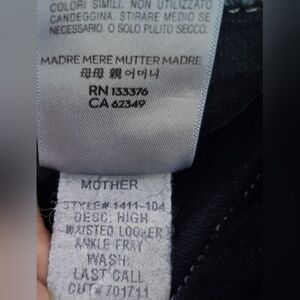 COLORI SIMILI. NON UTILIZZATO
CANDEGGINA. STIRARE MEDIO SE
NECESSARIO. O SOLO PULITO SECCO.
MADRE MERE MUTTER MADRE
母母 親 어머니
RN 133376
CA 62349
MOTHER
STYLE# 1411-104
DESC: HIGH
WAISTED LOOKER
ANKLE FRAY
WASH:
LAST CALL
CUT# 701711